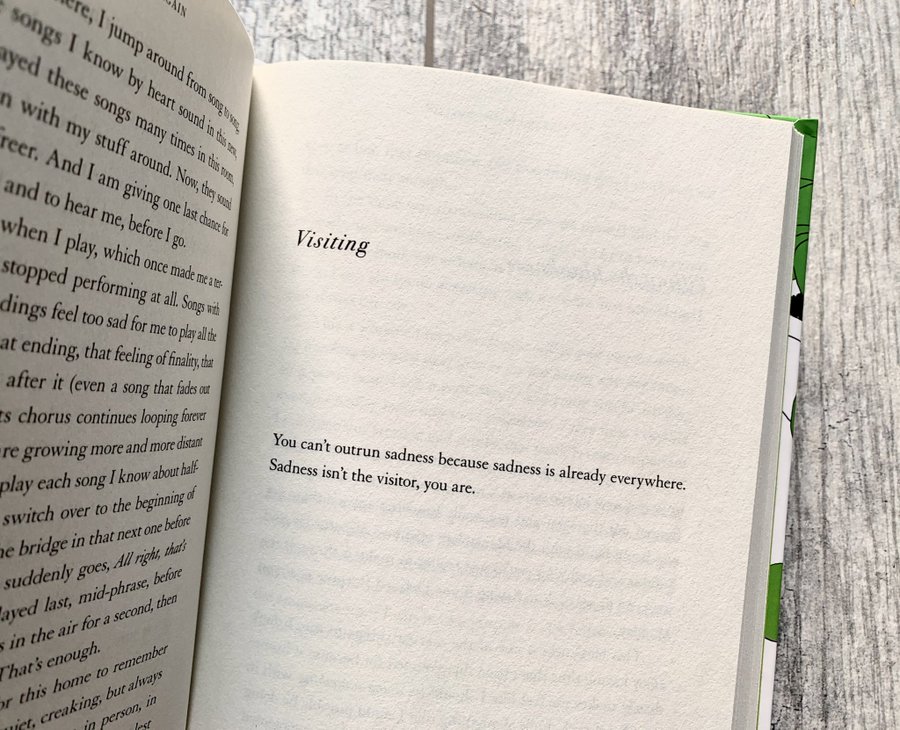 GAIN
here, I jump around from song to song.
songs I know by heart sound in this new,
ayed these songs many times in this room,
n with my stuff around. Now, they sound
freer. And I am giving one last chance for
and to hear me, before I go.
when I play, which once made me a ter-
stopped performing at all. Songs with
dings feel too sad for me to play all the
at ending, that feeling of finality, that
after it (even a song that fades out
ts chorus continues looping forever
re growing more and more distant
play each song I know about half-
switch over to the beginning of
he bridge in that next one before
suddenly goes, All right, that's
layed last, mid-phrase, before
s in the air for a second, then
That's enough.
or this home to remember
uiet, creaking, but always
in person, in
Visiting
You can't outrun sadness because sadness is already everywhere.
Sadness isn't the visitor, you are.